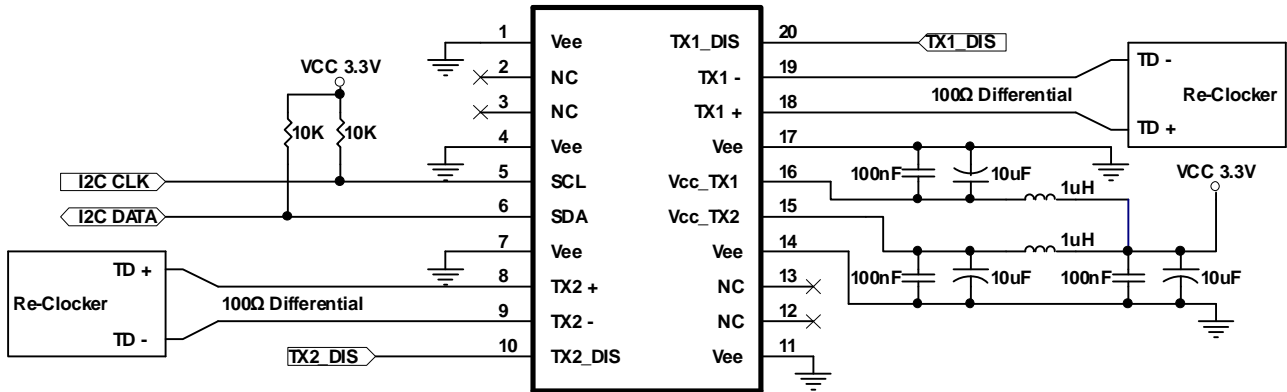 1 Vee TX1_DIS 20 TX1_DIS
VCC 3.3V
2 NC TX1 - 19 TD -
3 NC TX1 + 18 100Ω Differential Re-Clocker
10K 10K
TD +
4 Vee Vee 17
I2C CLK 5 SCL Vcc_TX1 16 100nF 10uF VCC 3.3V
1uH
I2C DATA 6 SDA Vcc_TX2 15
1uH
7 Vee Vee 14
TD +
100nF 10uF 100nF 10uF
8 TX2 + NC 13
Re-Clocker 100Ω Differential
9 TX2 - NC 12
TD -
TX2_DIS 10 TX2_DIS Vee 11